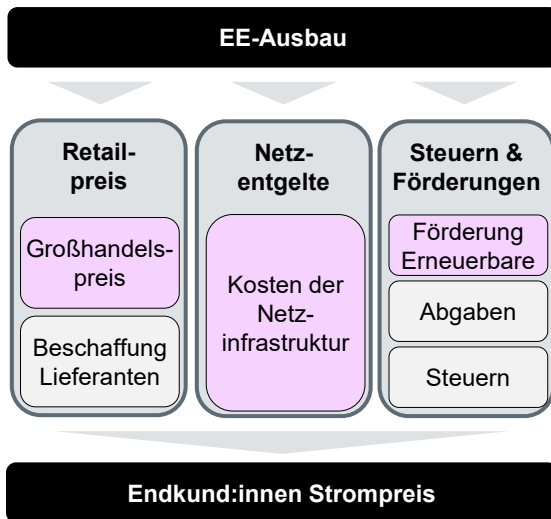 EE-Ausbau
Retail-
preis
Großhandels-
preis
Beschaffung
Lieferanten
Netz-
entgelte
Kosten der
Netz-
infrastruktur
Steuern &
Förderungen
Förderung
Erneuerbare
Abgaben
Steuern
Endkund:innen Strompreis